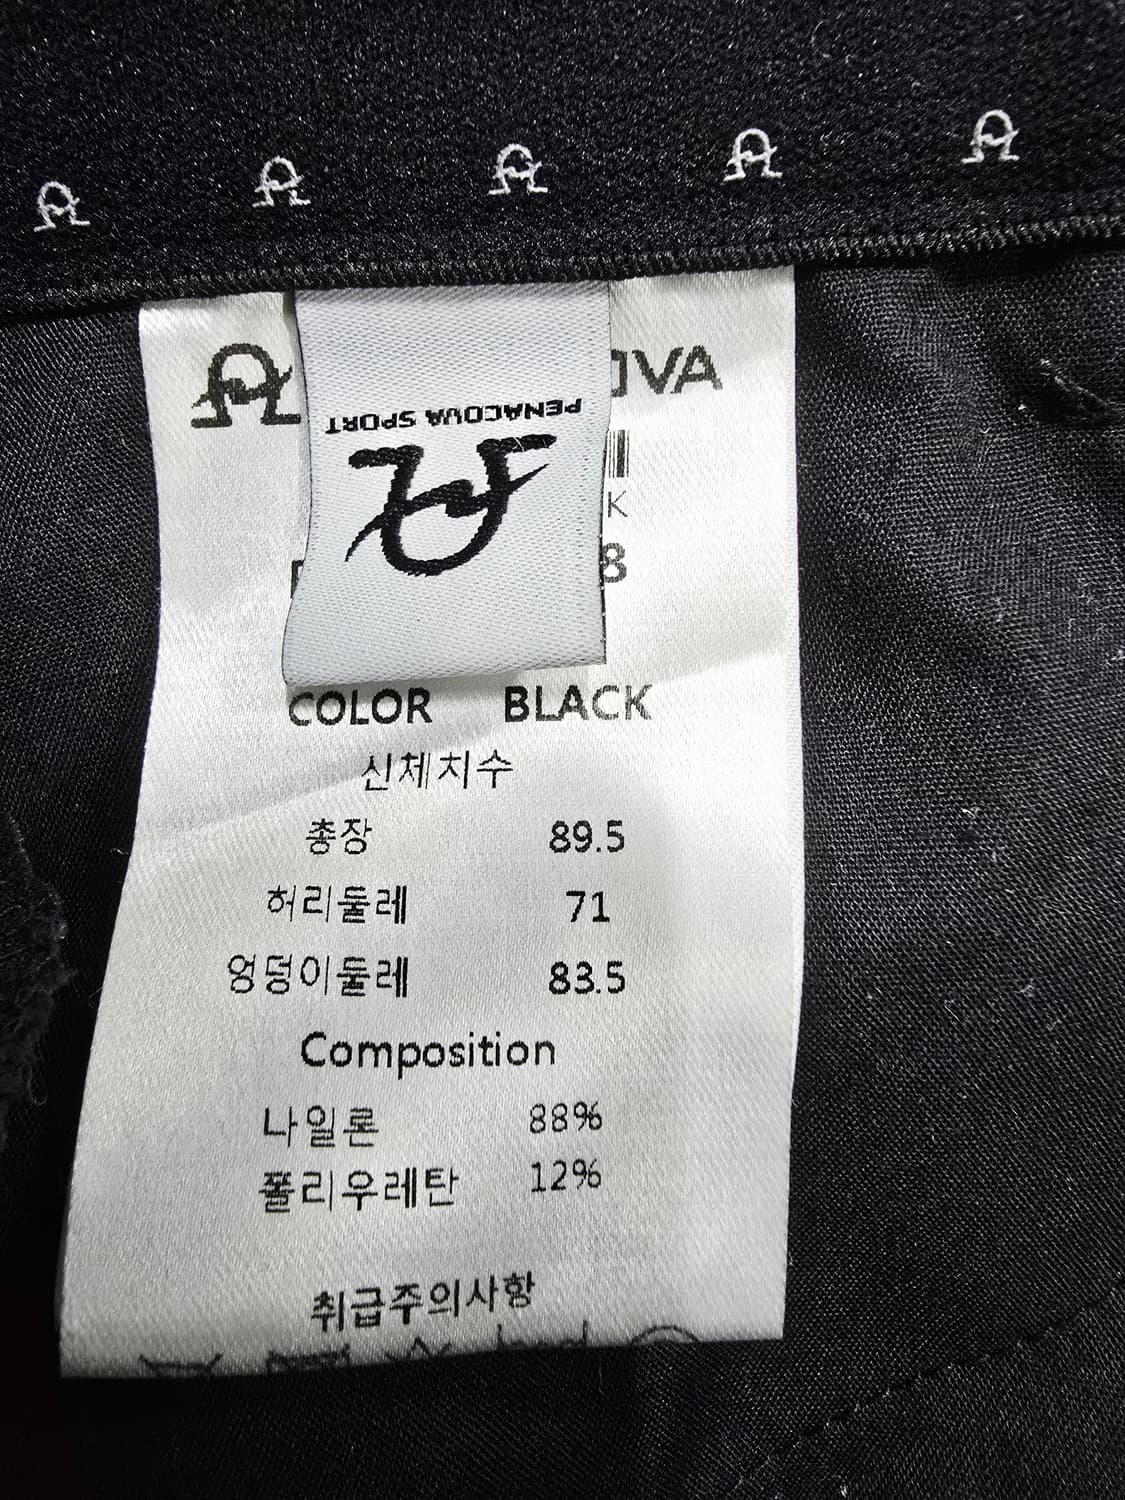 OVA
PENACOVA SPORT
K
8
COLOR BLACK
신체치수
총장 89.5
허리둘레 71
엉덩이둘레 83.5
Composition
나일론 88%
폴리우레탄 12%
취급주의사항